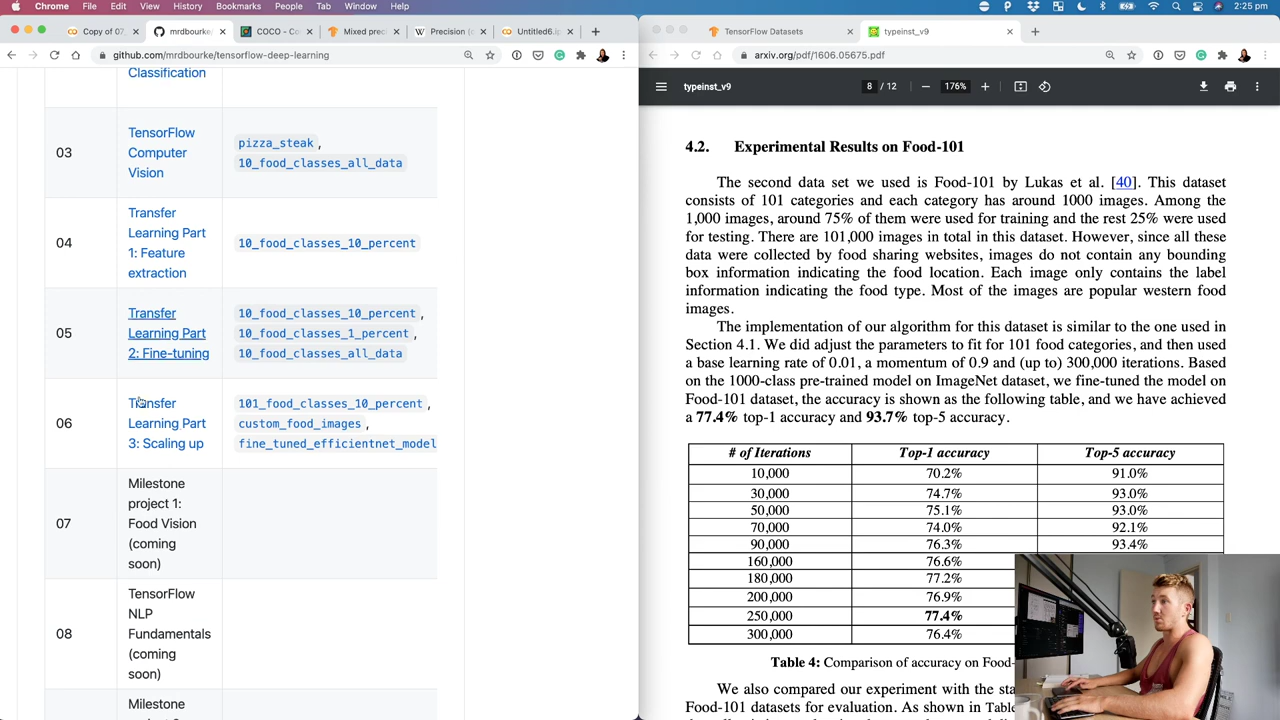 Chrome File Edit View History Bookmarks People Tab Window Help
2:25 pm
Copy of 07
mrdbourke
COCO - Co
Mixed prec
Precision (c
Untitled6.ip
TensorFlow Datasets
typeinst_v9
github.com/mrdbourke/tensorflow-deep-learning
arxiv.org/pdf/1606.05675.pdf
typeinst_v9
8 / 12
176%
Classification
03
TensorFlow
Computer
Vision
pizza_steak ,
10_food_classes_all_data
04
Transfer
Learning Part
1: Feature
extraction
10_food_classes_10_percent
05
Transfer
Learning Part
2: Fine-tuning
10_food_classes_10_percent ,
10_food_classes_1_percent ,
10_food_classes_all_data
06
Transfer
Learning Part
3: Scaling up
101_food_classes_10_percent ,
custom_food_images ,
fine_tuned_efficientnet_model
07
Milestone
project 1:
Food Vision
(coming
soon)
08
TensorFlow
NLP
Fundamentals
(coming
soon)
Milestone
4.2. Experimental Results on Food-101
The second data set we used is Food-101 by Lukas et al. [40]. This dataset
consists of 101 categories and each category has around 1000 images. Among the
1,000 images, around 75% of them were used for training and the rest 25% were used
for testing. There are 101,000 images in total in this dataset. However, since all these
data were collected by food sharing websites, images do not contain any bounding
box information indicating the food location. Each image only contains the label
information indicating the food type. Most of the images are popular western food
images.
The implementation of our algorithm for this dataset is similar to the one used in
Section 4.1. We did adjust the parameters to fit for 101 food categories, and then used
a base learning rate of 0.01, a momentum of 0.9 and (up to) 300,000 iterations. Based
on the 1000-class pre-trained model on ImageNet dataset, we fine-tuned the model on
Food-101 dataset, the accuracy is shown as the following table, and we have achieved
a 77.4% top-1 accuracy and 93.7% top-5 accuracy.
# of Iterations Top-1 accuracy Top-5 accuracy
10,000 70.2% 91.0%
30,000 74.7% 93.0%
50,000 75.1% 93.0%
70,000 74.0% 92.1%
90,000 76.3% 93.4%
160,000 76.6%
180,000 77.2%
200,000 76.9%
250,000 77.4%
300,000 76.4%
Table 4: Comparison of accuracy on Food-
We also compared our experiment with the sta
Food-101 datasets for evaluation. As shown in Table